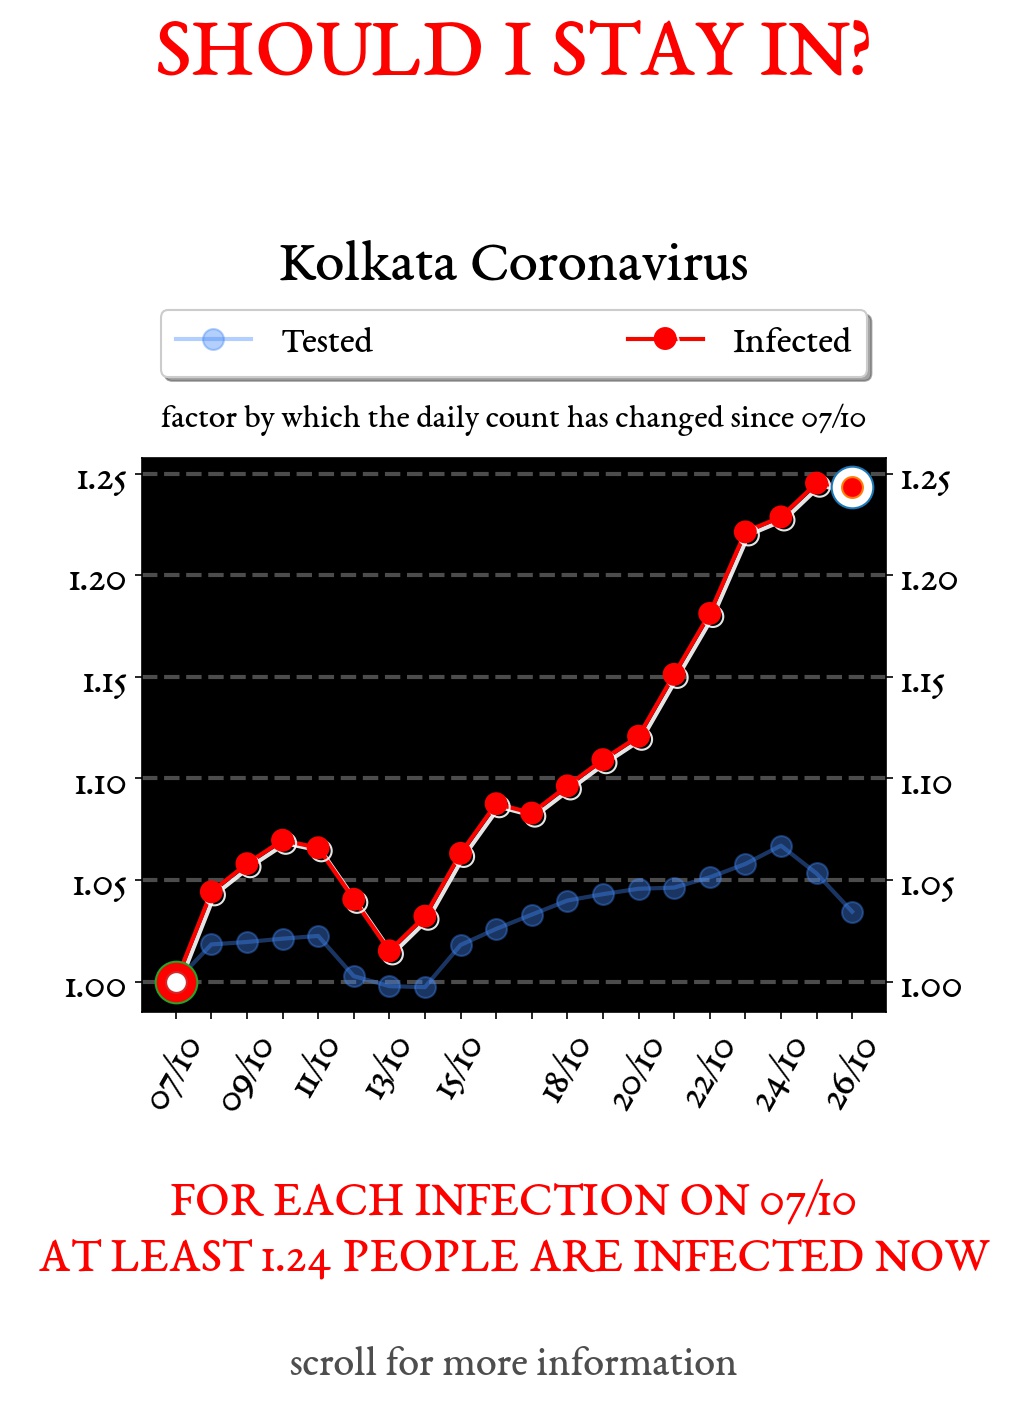 SHOULD I STAY IN?
Kolkata Coronavirus
Tested Infected
factor by which the daily count has changed since 07/10
1.25 1.25
1.20 1.20
1.15 1.15
1.10 1.10
1.05 1.05
1.00 1.00
07/10 09/10 11/10 13/10 15/10 18/10 20/10 22/10 24/10 26/10
FOR EACH INFECTION ON 07/10
AT LEAST 1.24 PEOPLE ARE INFECTED NOW
scroll for more information